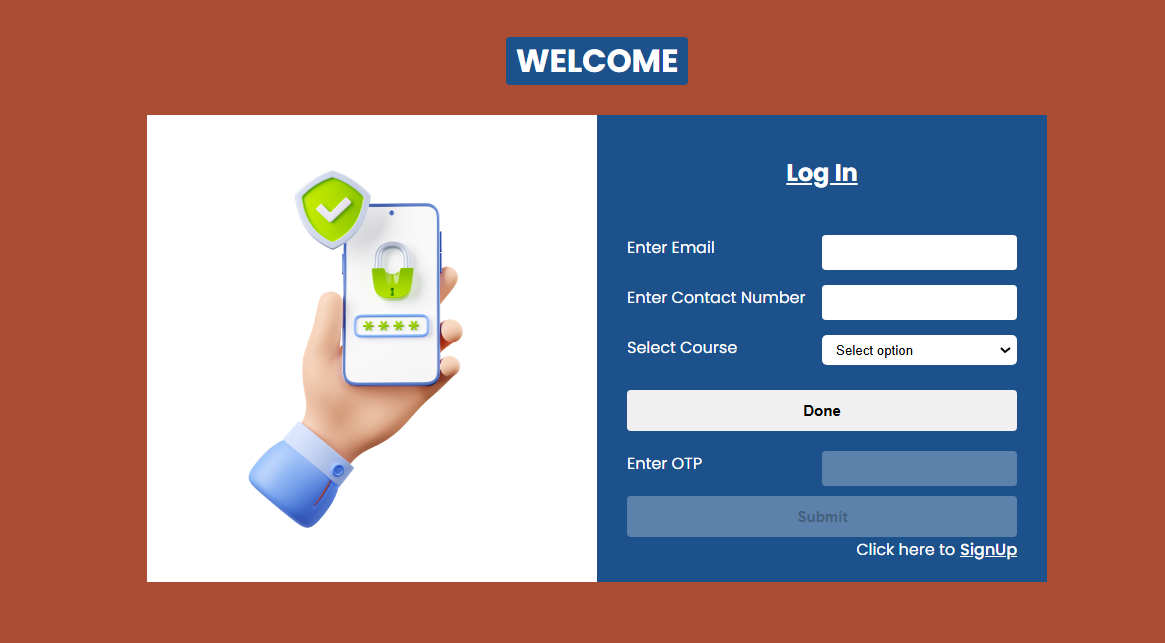 WELCOME
Log In
Enter Email
Enter Contact Number
Select Course
Select option
Done
Enter OTP
Submit
Click here to SignUp
****